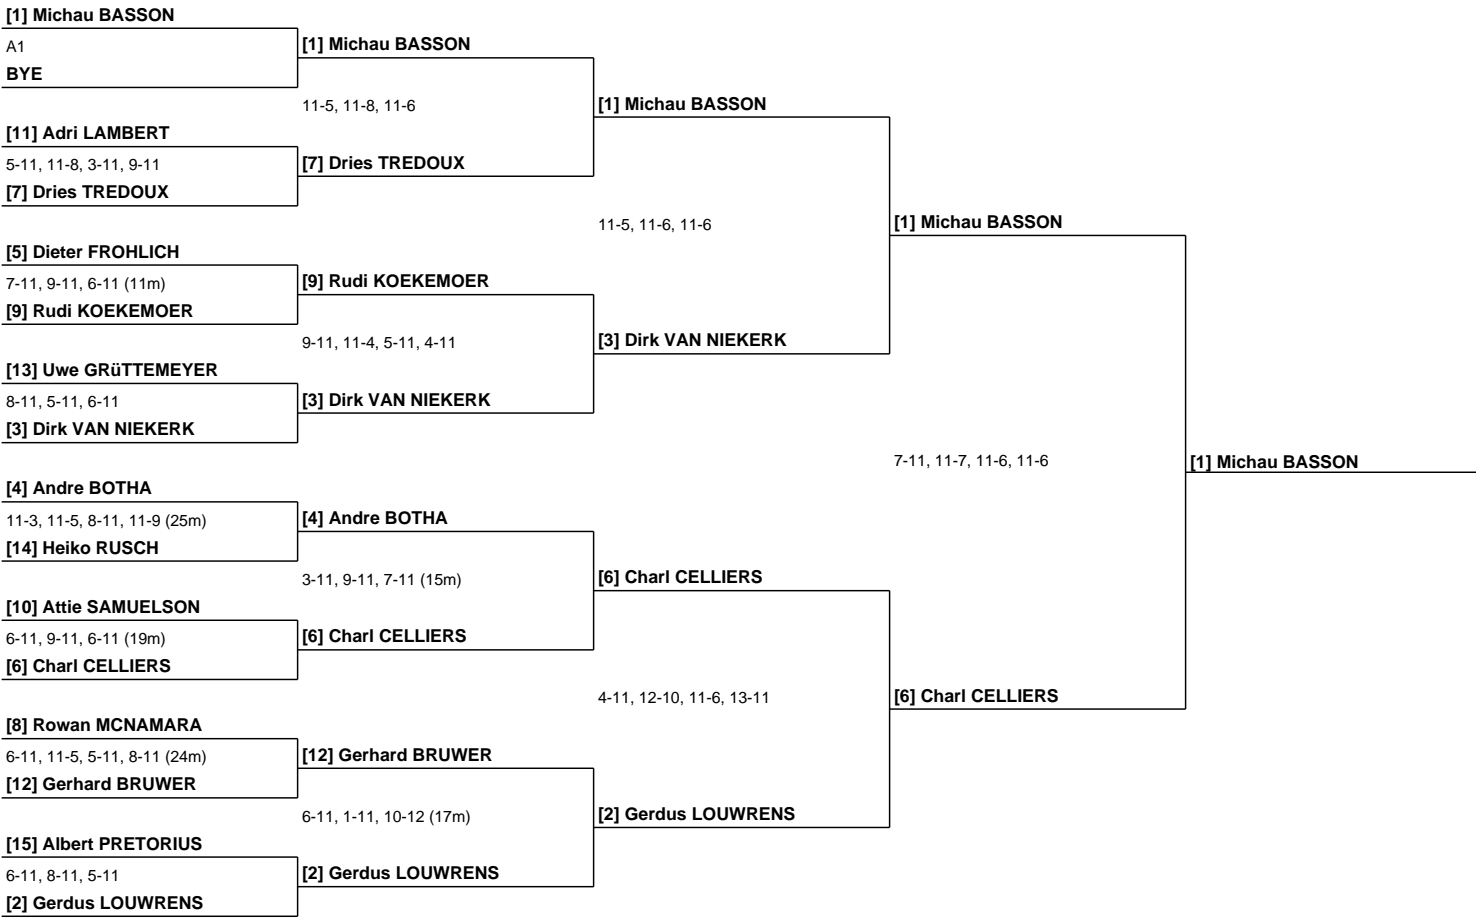 [1] Michau BASSON
A1
BYE
[11] Adri LAMBERT
5-11, 11-8, 3-11, 9-11
[7] Dries TREDOUX
[5] Dieter FROHLICH
7-11, 9-11, 6-11 (11m)
[9] Rudi KOEKEMOER
[13] Uwe GRüTTEMEYER
8-11, 5-11, 6-11
[3] Dirk VAN NIEKERK
[4] Andre BOTHA
11-3, 11-5, 8-11, 11-9 (25m)
[14] Heiko RUSCH
[10] Attie SAMUELSON
6-11, 9-11, 6-11 (19m)
[6] Charl CELLIERS
[8] Rowan MCNAMARA
6-11, 11-5, 5-11, 8-11 (24m)
[12] Gerhard BRUWER
[15] Albert PRETORIUS
6-11, 8-11, 5-11
[2] Gerdus LOUWRENS
[1] Michau BASSON
11-5, 11-8, 11-6
[7] Dries TREDOUX
[9] Rudi KOEKEMOER
9-11, 11-4, 5-11, 4-11
[3] Dirk VAN NIEKERK
[4] Andre BOTHA
3-11, 9-11, 7-11 (15m)
[6] Charl CELLIERS
[12] Gerhard BRUWER
6-11, 1-11, 10-12 (17m)
[2] Gerdus LOUWRENS
[1] Michau BASSON
11-5, 11-6, 11-6
[3] Dirk VAN NIEKERK
[6] Charl CELLIERS
4-11, 12-10, 11-6, 13-11
[2] Gerdus LOUWRENS
[1] Michau BASSON
7-11, 11-7, 11-6, 11-6
[6] Charl CELLIERS
[1] Michau BASSON